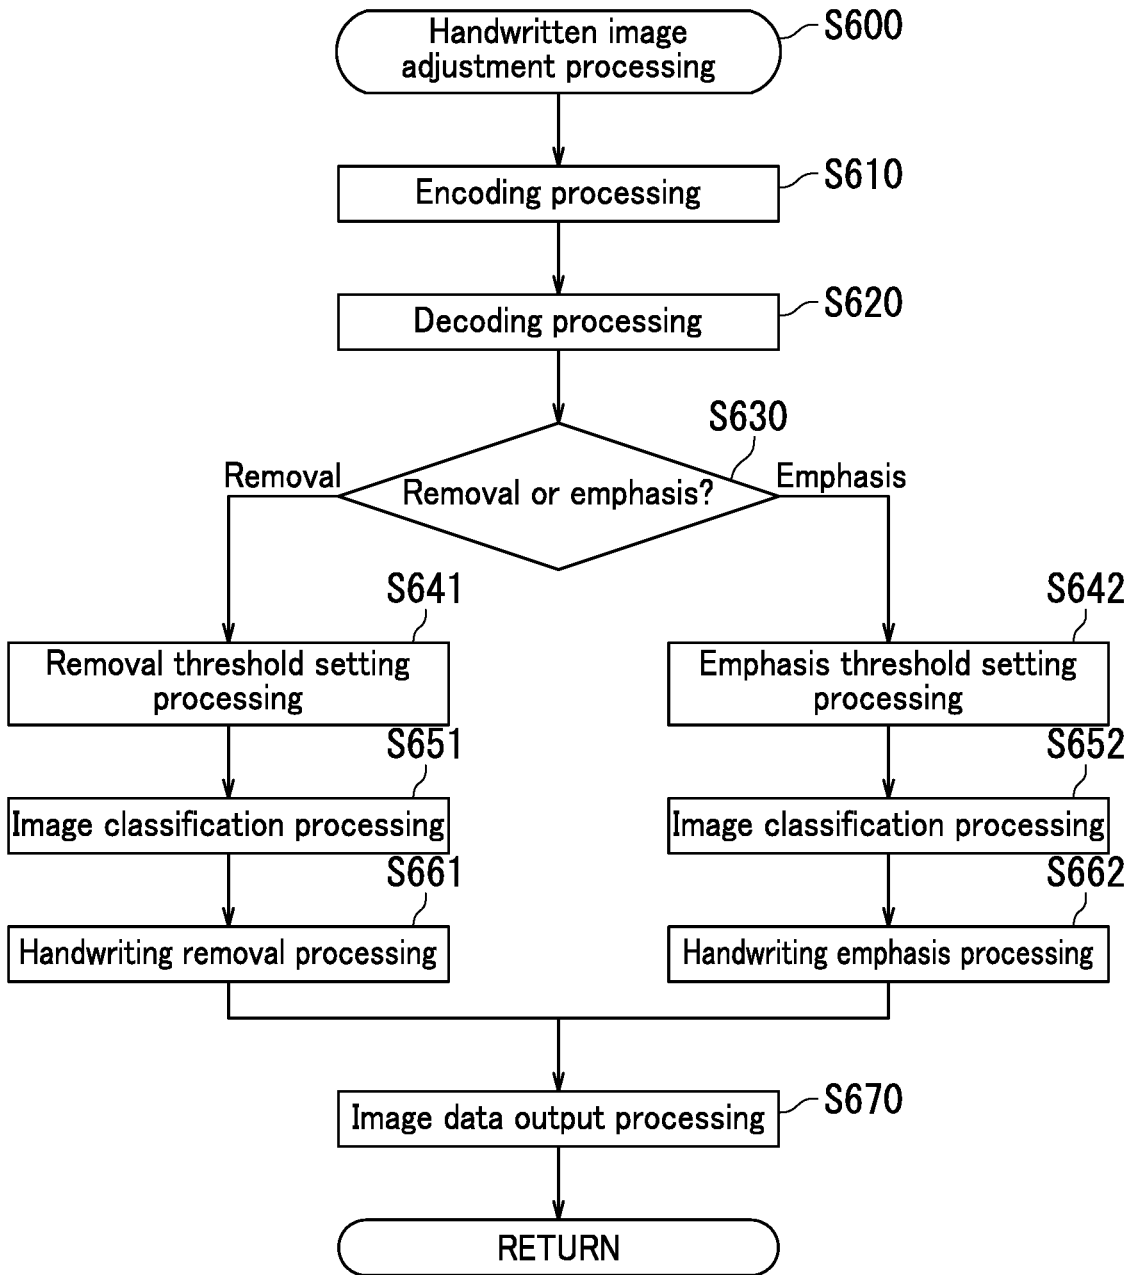 Handwritten image
adjustment processing
S600
Encoding processing
S610
Decoding processing
S620
S630
Removal
Removal or emphasis?
Emphasis
S641
Removal threshold setting
processing
S642
Emphasis threshold setting
processing
S651
Image classification processing
S652
Image classification processing
S661
Handwriting removal processing
S662
Handwriting emphasis processing
Image data output processing
S670
RETURN